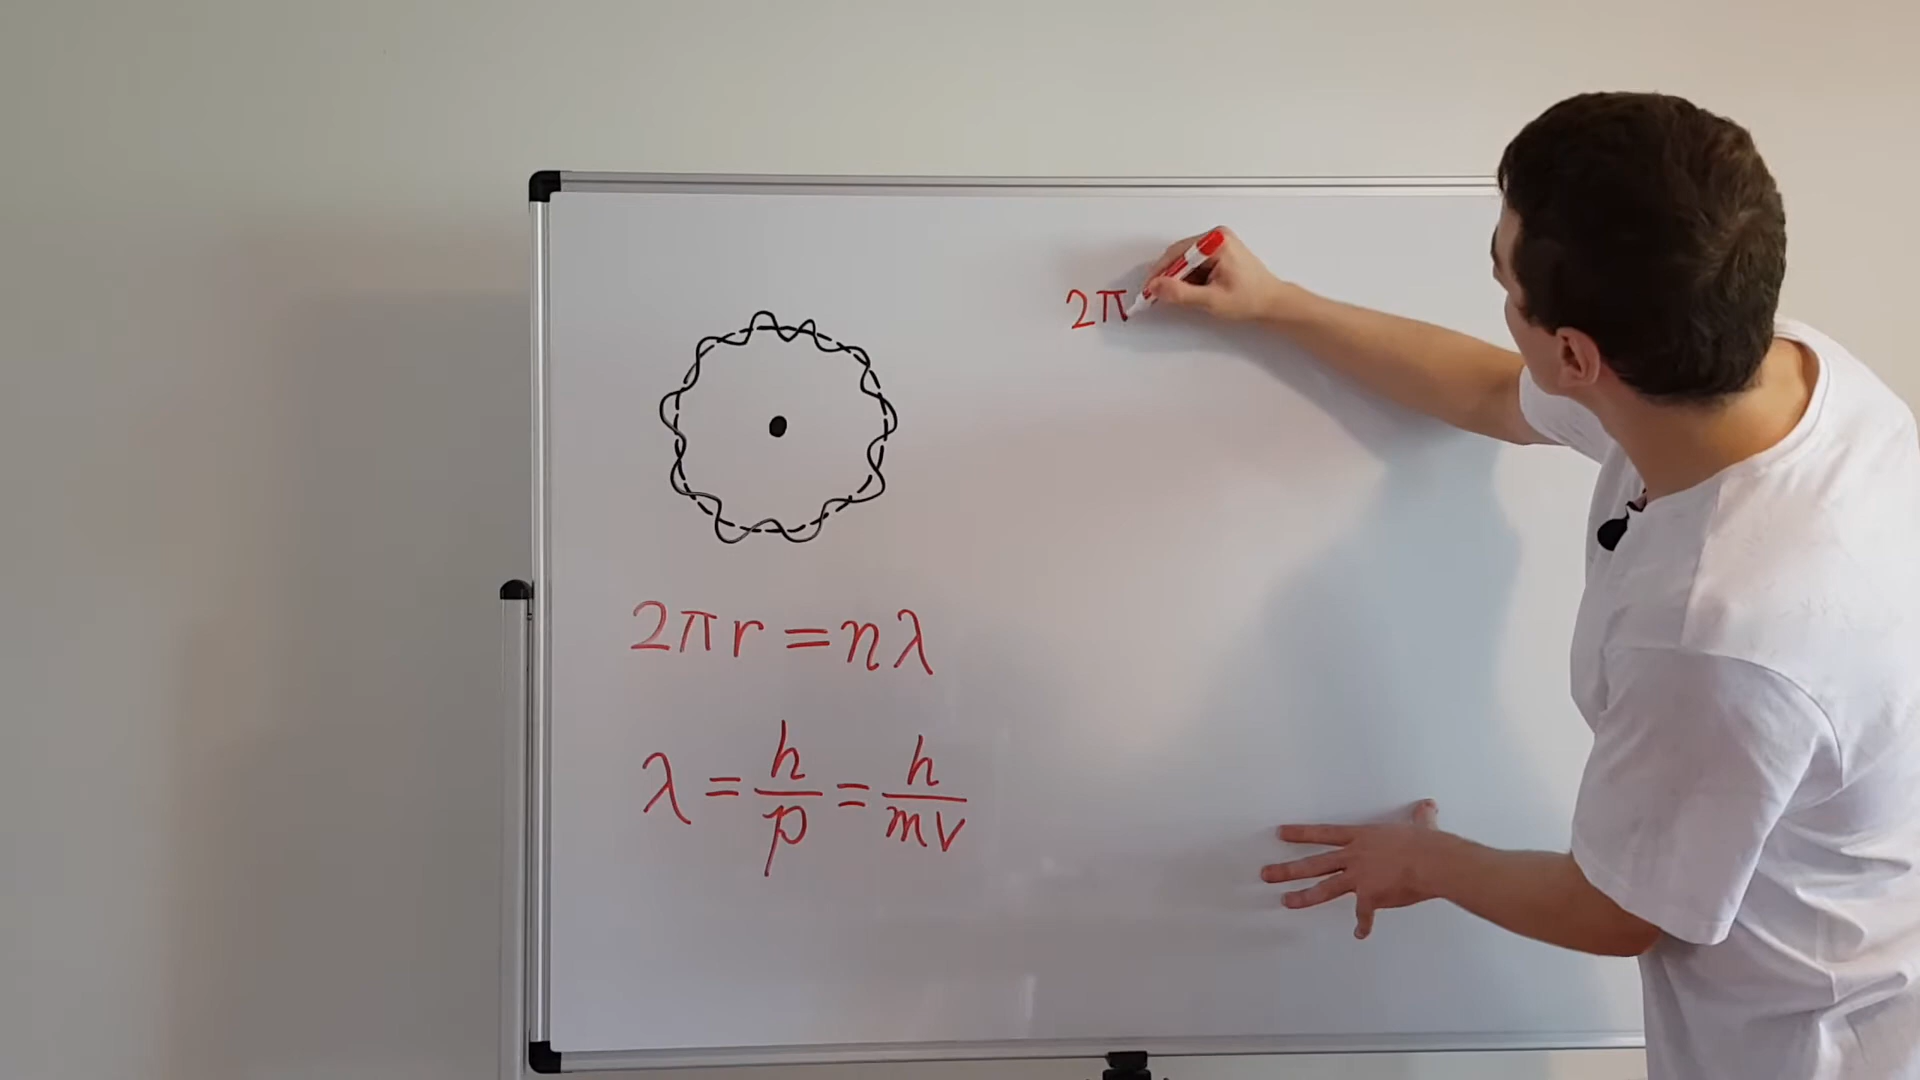 2π
2πr = nλ
λ = h/p = h/mv